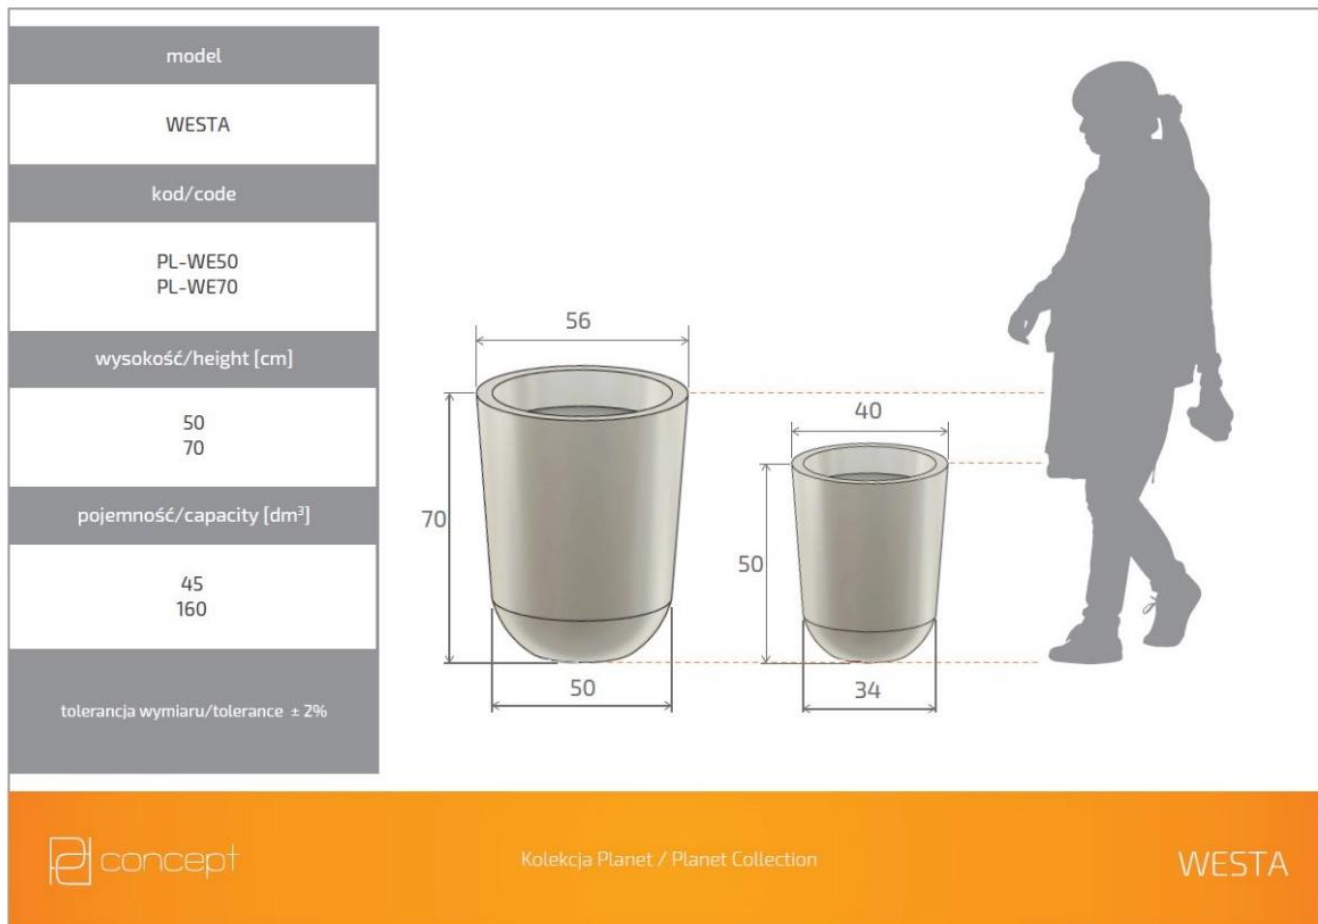 model
WESTA
kod/code
PL-WE50
PL-WE70
wysokość/height [cm]
50
70
pojemność/capacity [dm³]
45
160
tolerancja wymiaru/tolerance ± 2%
56
70
50
40
50
34
concept
Kolekcja Planet / Planet Collection
WESTA